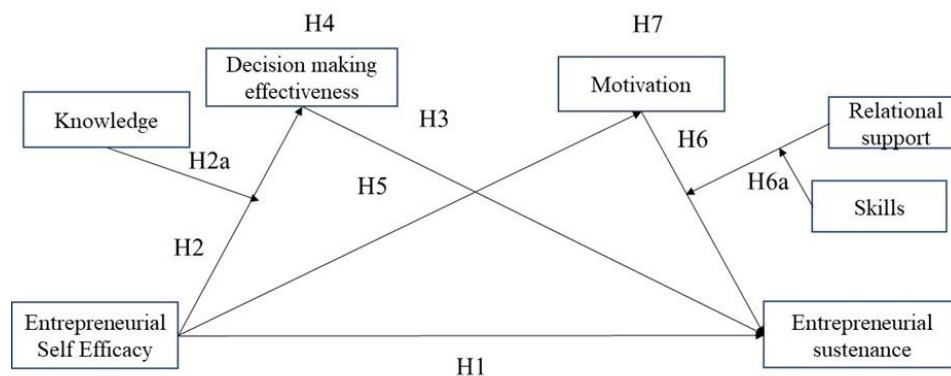 H4
H7
Decision making
effectiveness
Motivation
Knowledge
H3
Relational
support
H2a
H6
H5
H6a
Skills
H2
Entrepreneurial
Self Efficacy
Entrepreneurial
sustenance
H1